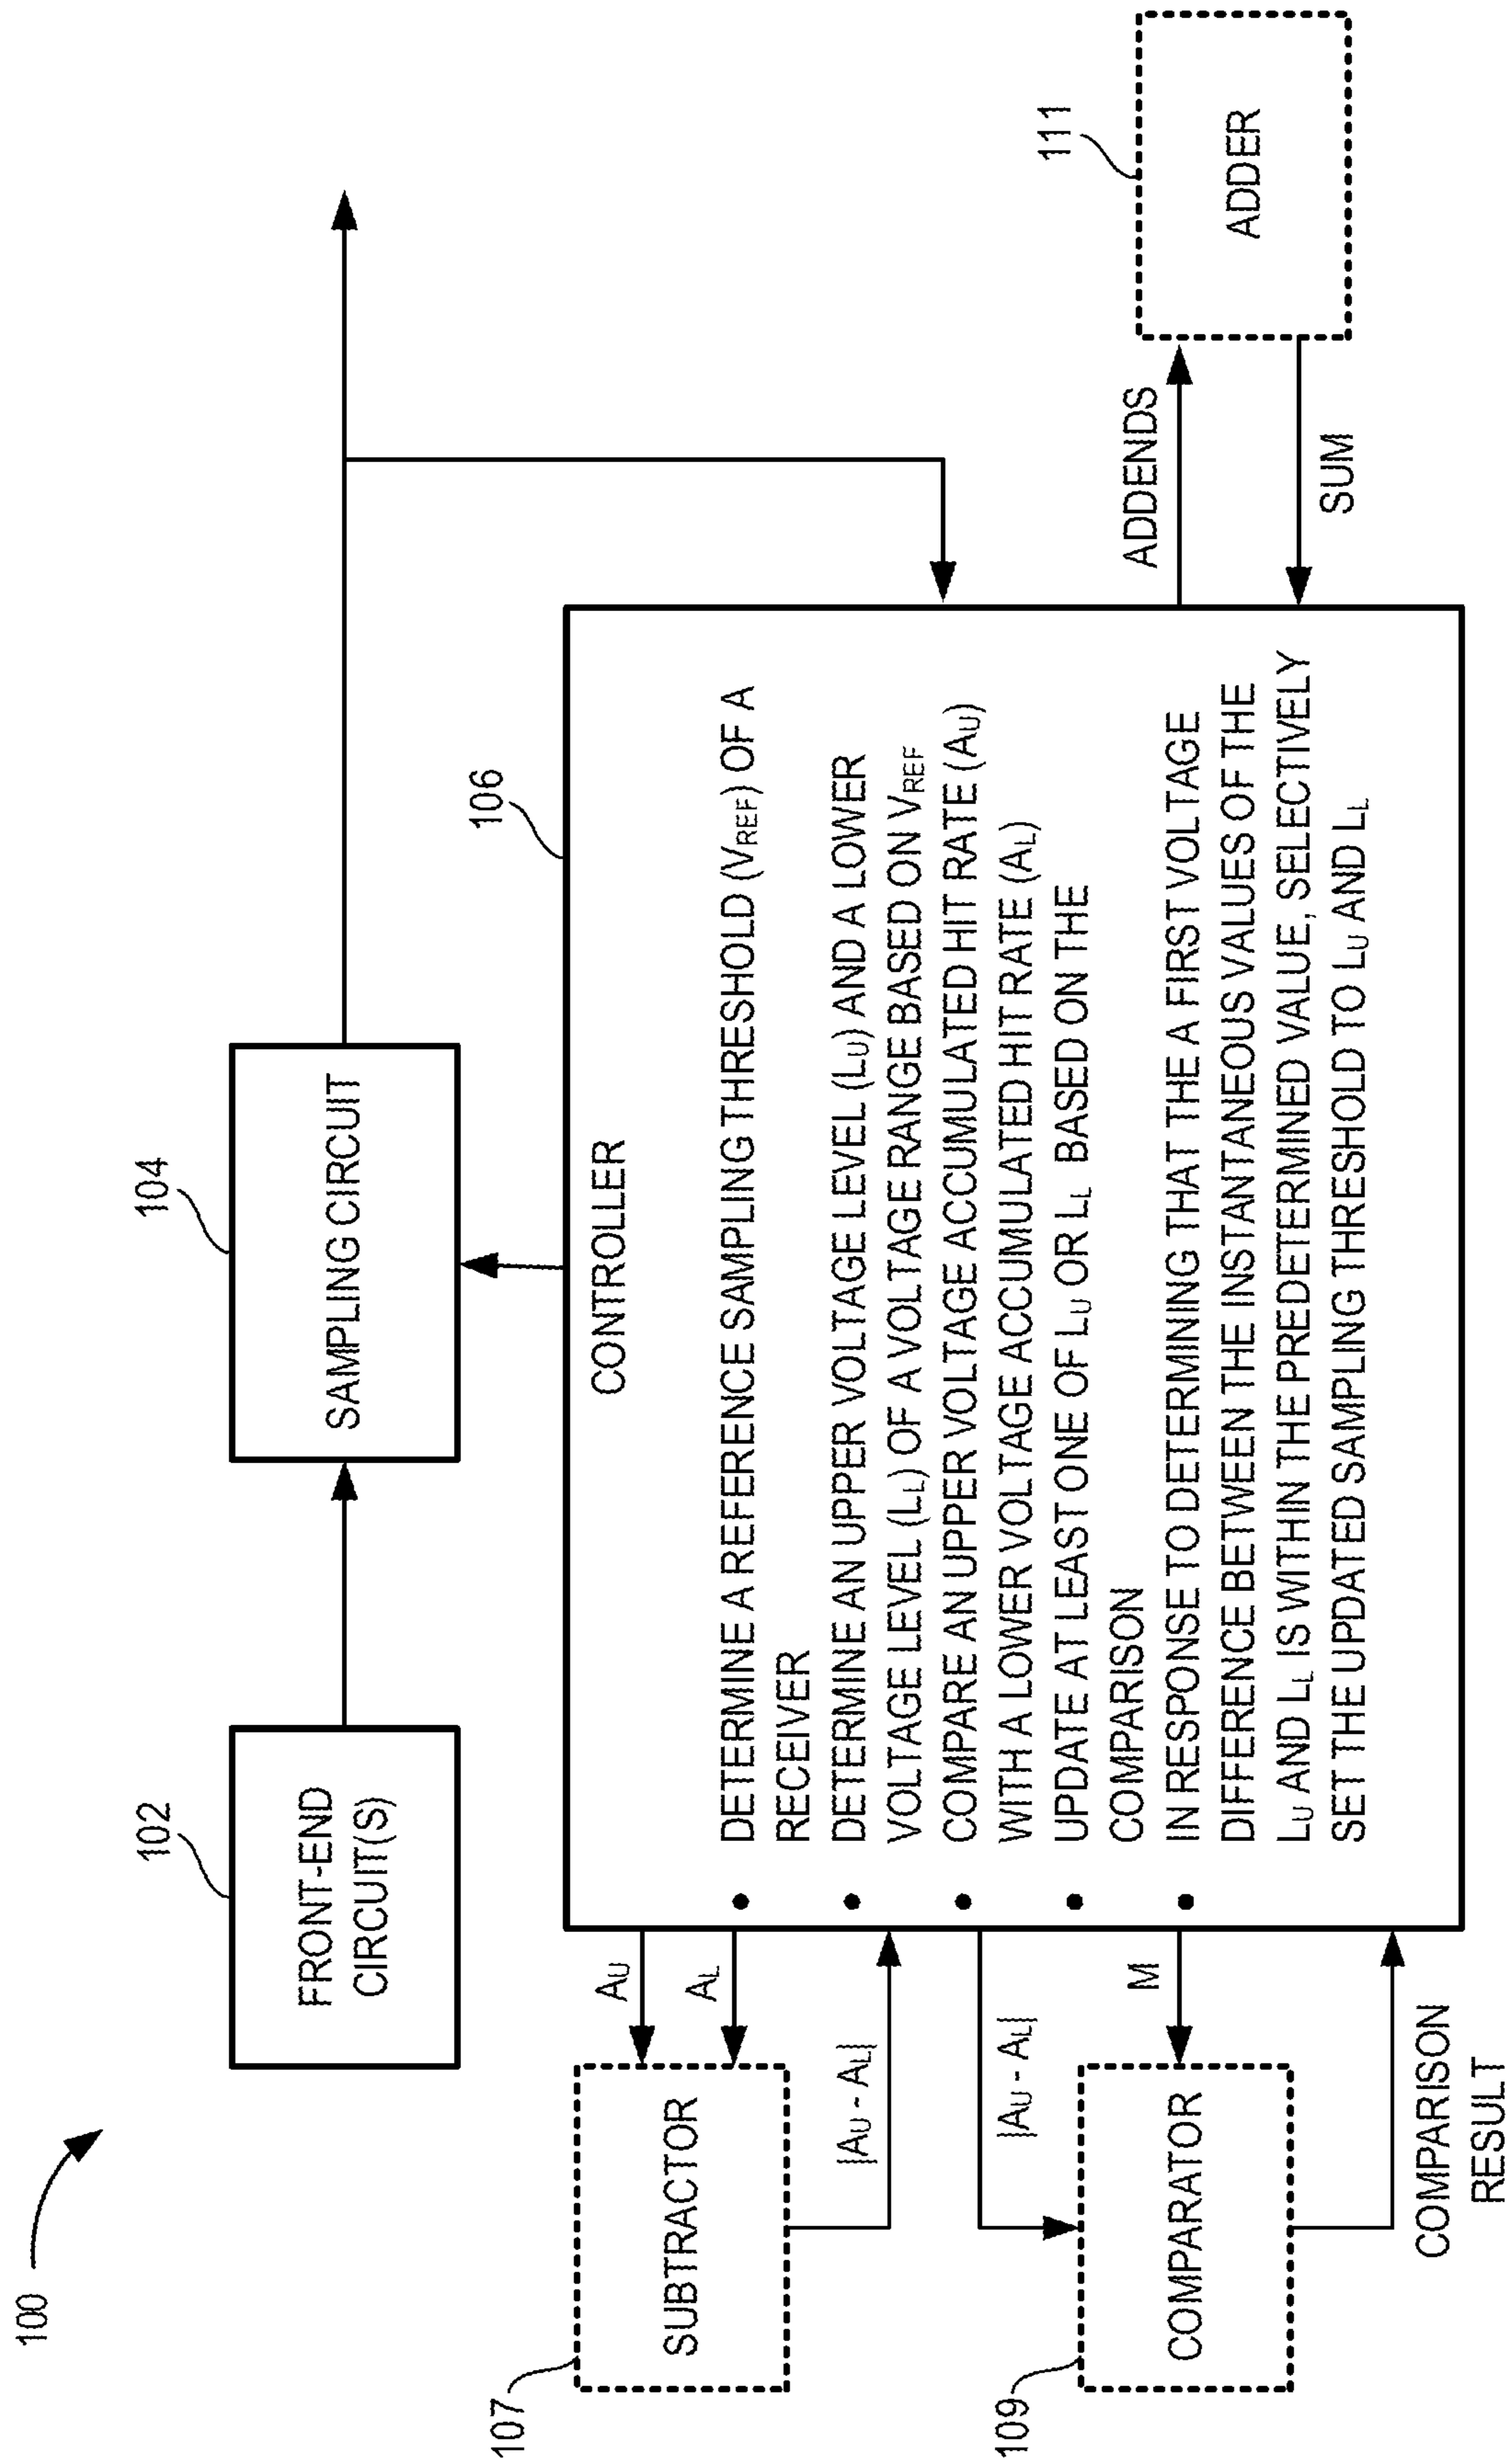 100
102
FRONT-END
CIRCUIT(S)
104
SAMPLING CIRCUIT
106
CONTROLLER
• DETERMINE A REFERENCE SAMPLING THRESHOLD (VREF) OF A
RECEIVER
• DETERMINE AN UPPER VOLTAGE LEVEL (LU) AND A LOWER
VOLTAGE LEVEL (LL) OF A VOLTAGE RANGE BASED ON VREF
• COMPARE AN UPPER VOLTAGE ACCUMULATED HIT RATE (AU)
WITH A LOWER VOLTAGE ACCUMULATED HIT RATE (AL)
• UPDATE AT LEAST ONE OF LU OR LL BASED ON THE
COMPARISON
• IN RESPONSE TO DETERMINING THAT THE A FIRST VOLTAGE
DIFFERENCE BETWEEN THE INSTANTANEOUS VALUES OF THE
LU AND LL IS WITHIN THE PREDETERMINED VALUE, SELECTIVELY
SET THE UPDATED SAMPLING THRESHOLD TO LU AND LL
107
SUBTRACTOR
AU
AL
|AU - AL|
|AU - AL|
109
COMPARATOR
M
COMPARISON
RESULT
111
ADDER
ADDENDS
SUM